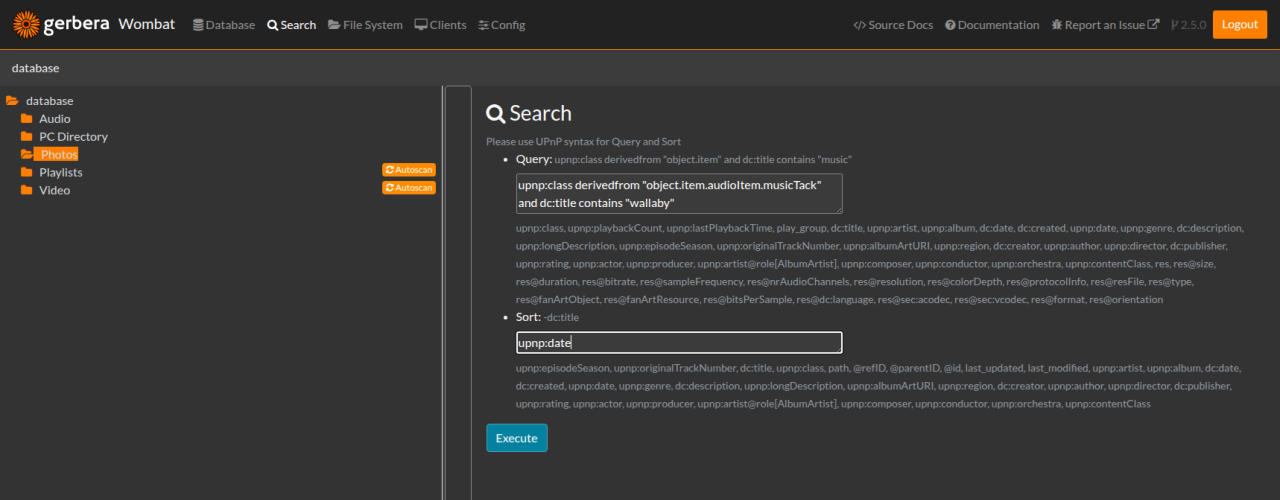 gerbera Wombat Database Search File System Clients Config Source Docs Documentation Report an Issue 2.5.0 Logout
database
database
Audio
PC Directory
Photos
Playlists Autoscan
Video Autoscan
Search
Please use UPnP syntax for Query and Sort
Query: upnp:class derivedfrom "object.item" and dc:title contains "music"
upnp:class derivedfrom "object.item.audioItem.musicTack"
and dc:title contains "wallaby"
upnp:class, upnp:playbackCount, upnp:lastPlaybackTime, play_group, dc:title, upnp:artist, upnp:album, dc:date, dc:created, upnp:date, upnp:genre, dc:description,
upnp:longDescription, upnp:episodeSeason, upnp:originalTrackNumber, upnp:albumArtURI, upnp:region, dc:creator, upnp:author, upnp:director, dc:publisher,
upnp:rating, upnp:actor, upnp:producer, upnp:artist@role[AlbumArtist], upnp:composer, upnp:conductor, upnp:orchestra, upnp:contentClass, res, res@size,
res@duration, res@bitrate, res@sampleFrequency, res@nrAudioChannels, res@resolution, res@colorDepth, res@protocolInfo, res@resFile, res@type,
res@fanArtObject, res@fanArtResource, res@bitsPerSample, res@dc:language, res@sec:acodec, res@sec:vcodec, res@format, res@orientation
Sort: -dc:title
upnp:date
upnp:episodeSeason, upnp:originalTrackNumber, dc:title, upnp:class, path, @refID, @parentID, @id, last_updated, last_modified, upnp:artist, upnp:album, dc:date,
dc:created, upnp:date, upnp:genre, dc:description, upnp:longDescription, upnp:albumArtURI, upnp:region, dc:creator, upnp:author, upnp:director, dc:publisher,
upnp:rating, upnp:actor, upnp:producer, upnp:artist@role[AlbumArtist], upnp:composer, upnp:conductor, upnp:orchestra, upnp:contentClass
Execute